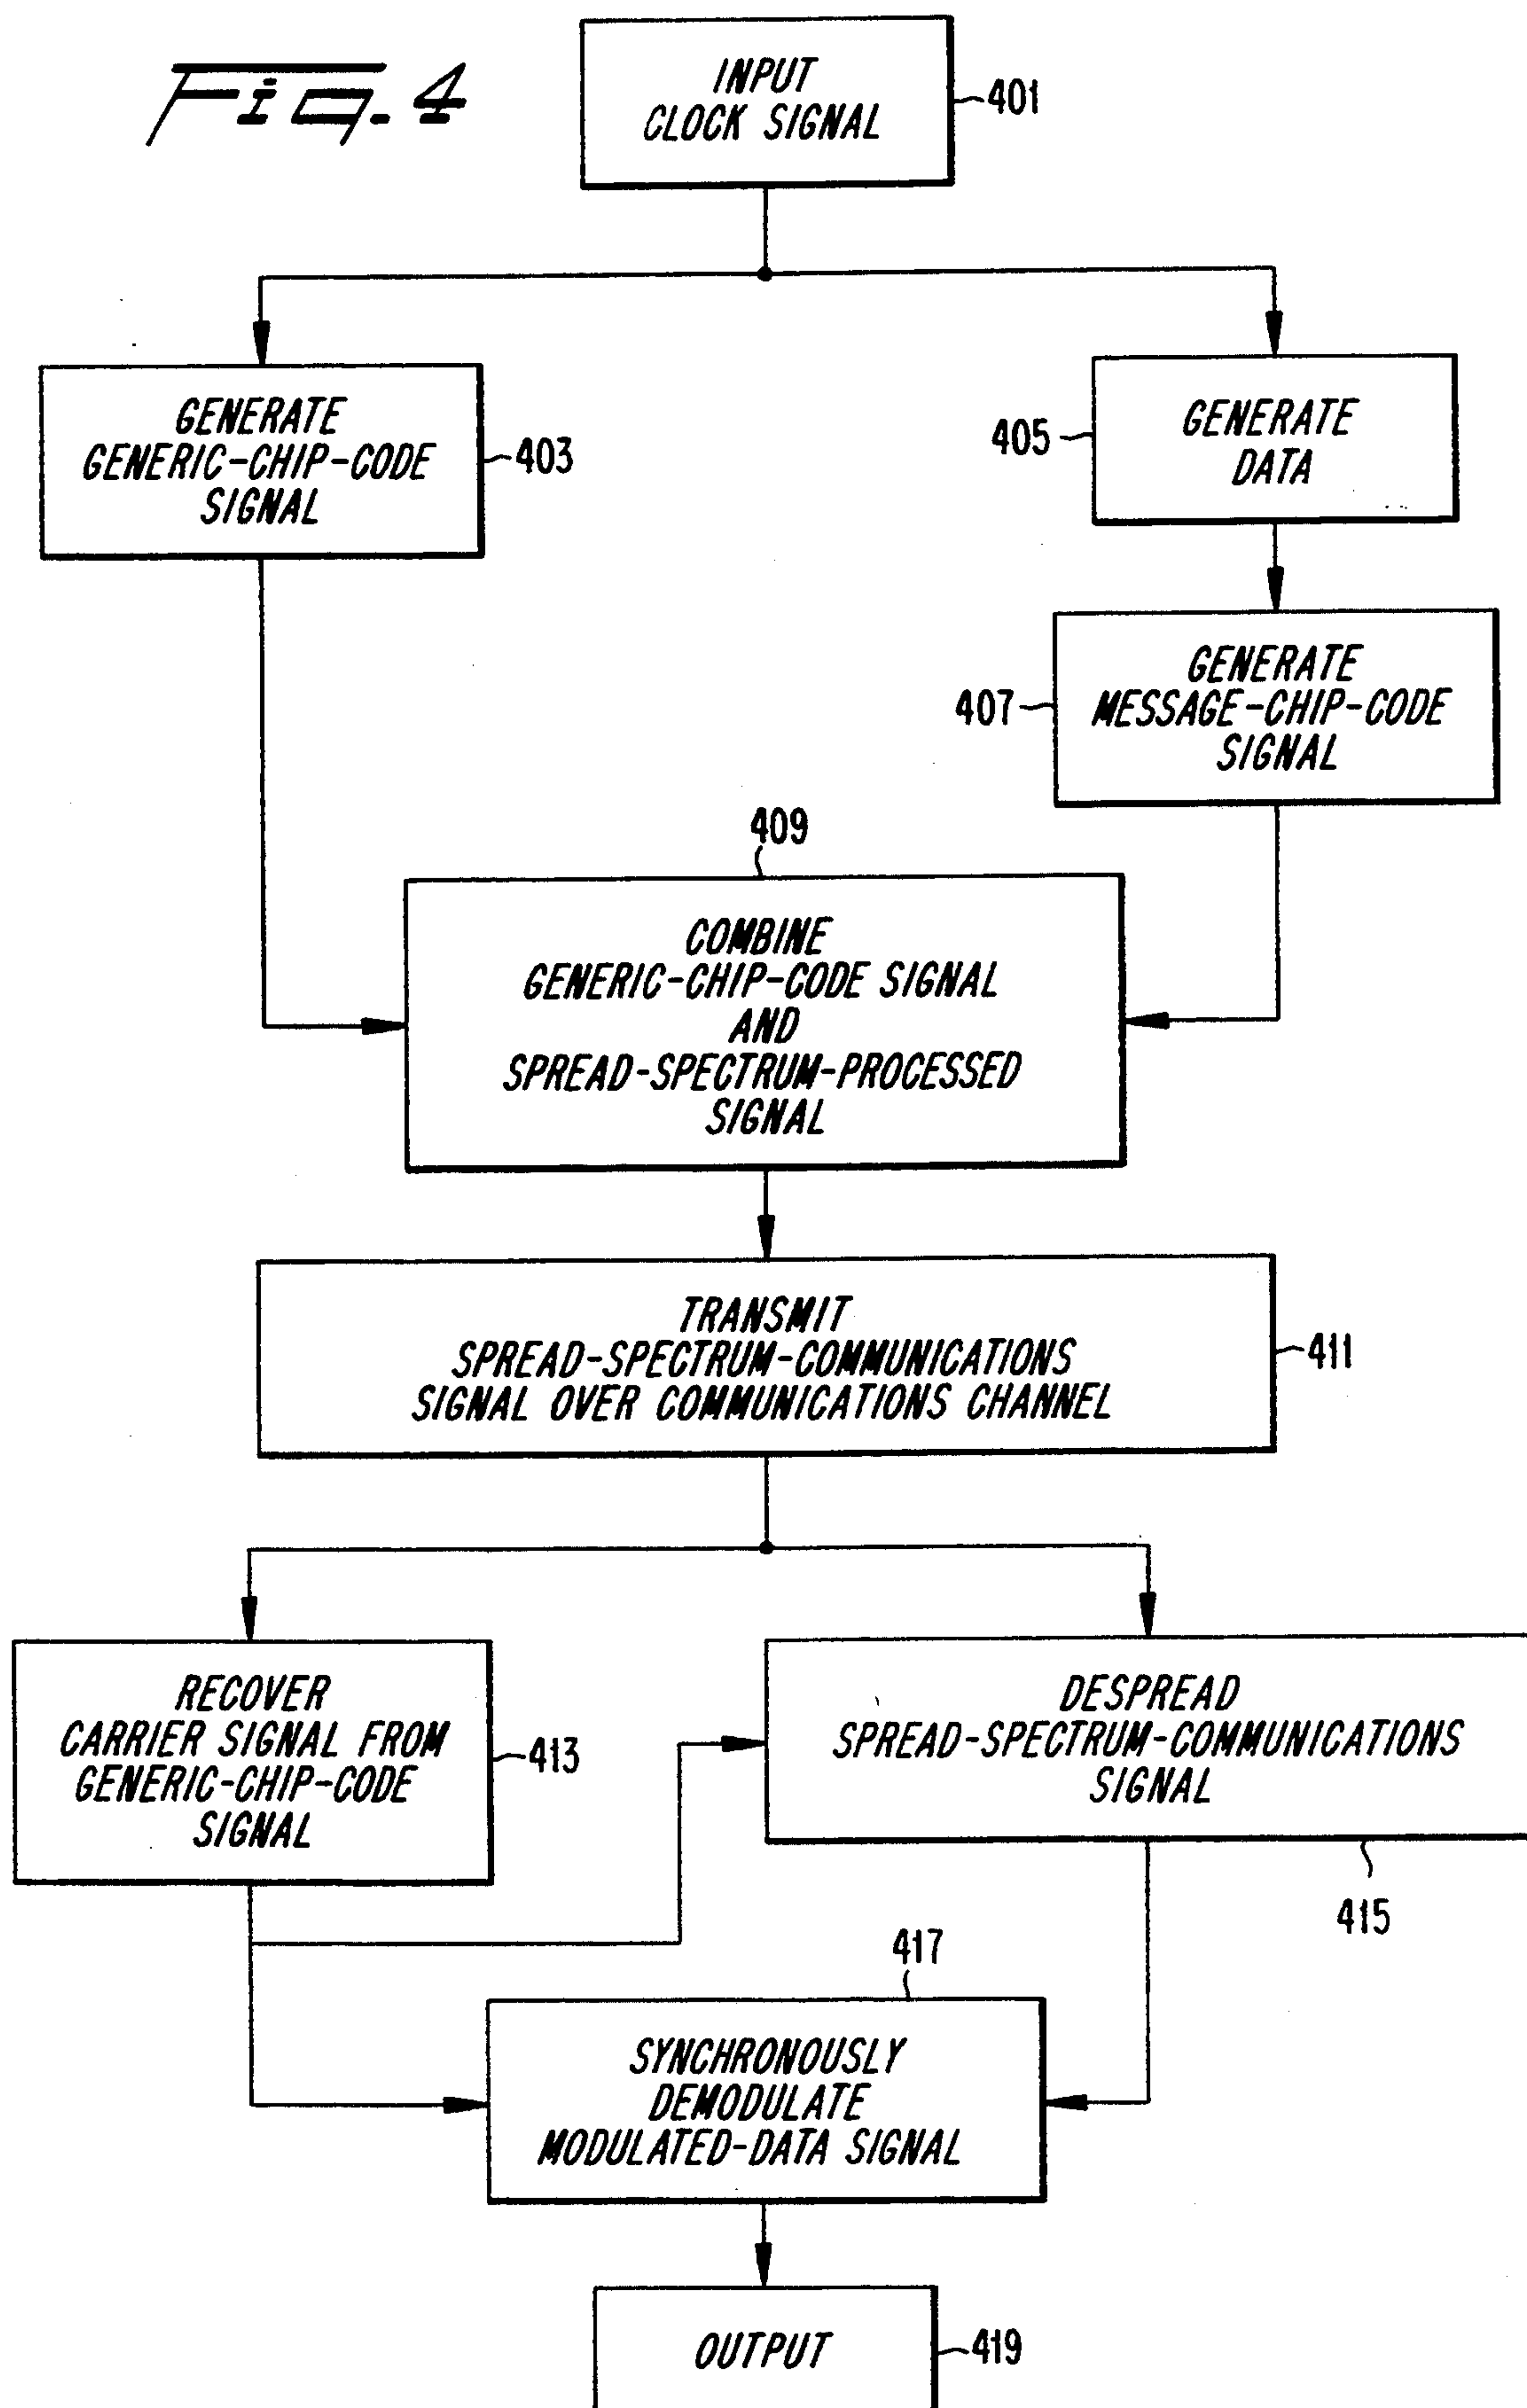 Fig. 4
INPUT
CLOCK SIGNAL
401
GENERATE
GENERIC-CHIP-CODE
SIGNAL
403
405
GENERATE
DATA
407
GENERATE
MESSAGE-CHIP-CODE
SIGNAL
409
COMBINE
GENERIC-CHIP-CODE SIGNAL
AND
SPREAD-SPECTRUM-PROCESSED
SIGNAL
TRANSMIT
SPREAD-SPECTRUM-COMMUNICATIONS
SIGNAL OVER COMMUNICATIONS CHANNEL
411
RECOVER
CARRIER SIGNAL FROM
GENERIC-CHIP-CODE
SIGNAL
413
DESPREAD
SPREAD-SPECTRUM-COMMUNICATIONS
SIGNAL
415
417
SYNCHRONOUSLY
DEMODULATE
MODULATED-DATA SIGNAL
OUTPUT
419